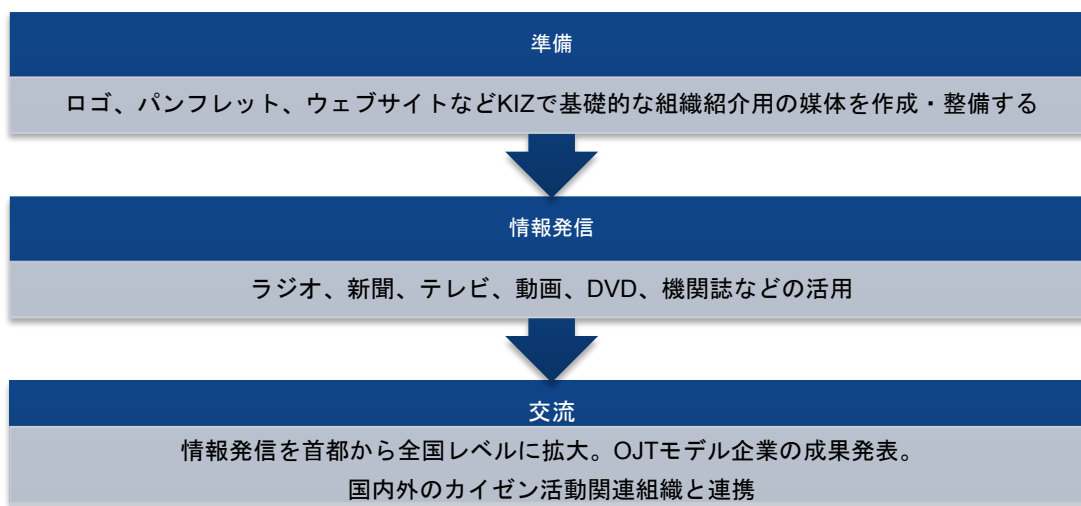 準備
ロゴ、パンフレット、ウェブサイトなどKIZで基礎的な組織紹介用の媒体を作成・整備する
情報発信
ラジオ、新聞、テレビ、動画、DVD、機関誌などの活用
交流
情報発信を首都から全国レベルに拡大。OJTモデル企業の成果発表。
国内外のカイゼン活動関連組織と連携